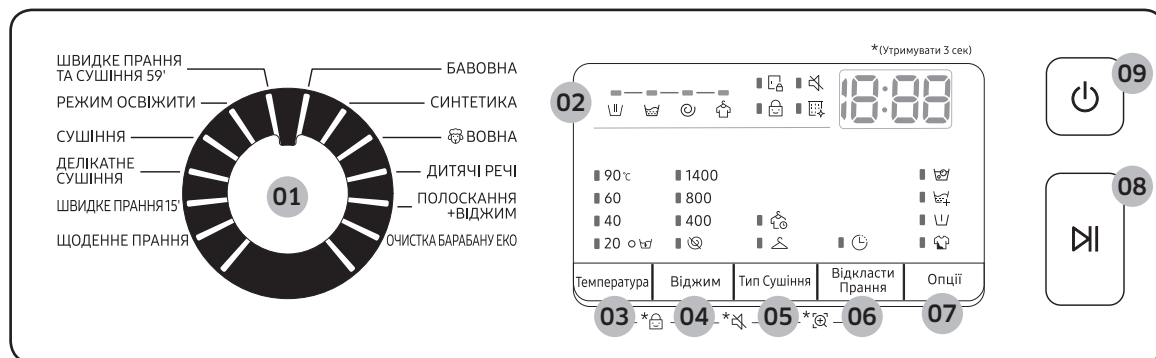 *(Утримувати 3 сек)
ШВИДКЕ ПРАННЯ
ТА СУШІННЯ 59'
РЕЖИМ ОСВІЖИТИ
СУШІННЯ
ДЕЛІКАТНЕ
СУШІННЯ
ШВИДКЕ ПРАННЯ 15'
ЩОДЕННЕ ПРАННЯ
01
БАВОВНА
СИНТЕТИКА
ВОВНА
ДИТЯЧІ РЕЧІ
ПОЛОСКАННЯ
+ВІДЖИМ
ОЧИСТКА БАРАБАНУ ЕКО
02
18:88
90℃
60
40
20
1400
800
400
Температура
Віджим
Тип Сушіння
Відкласти
Прання
Опції
03
*
04
*
05
*
06
07
09
08